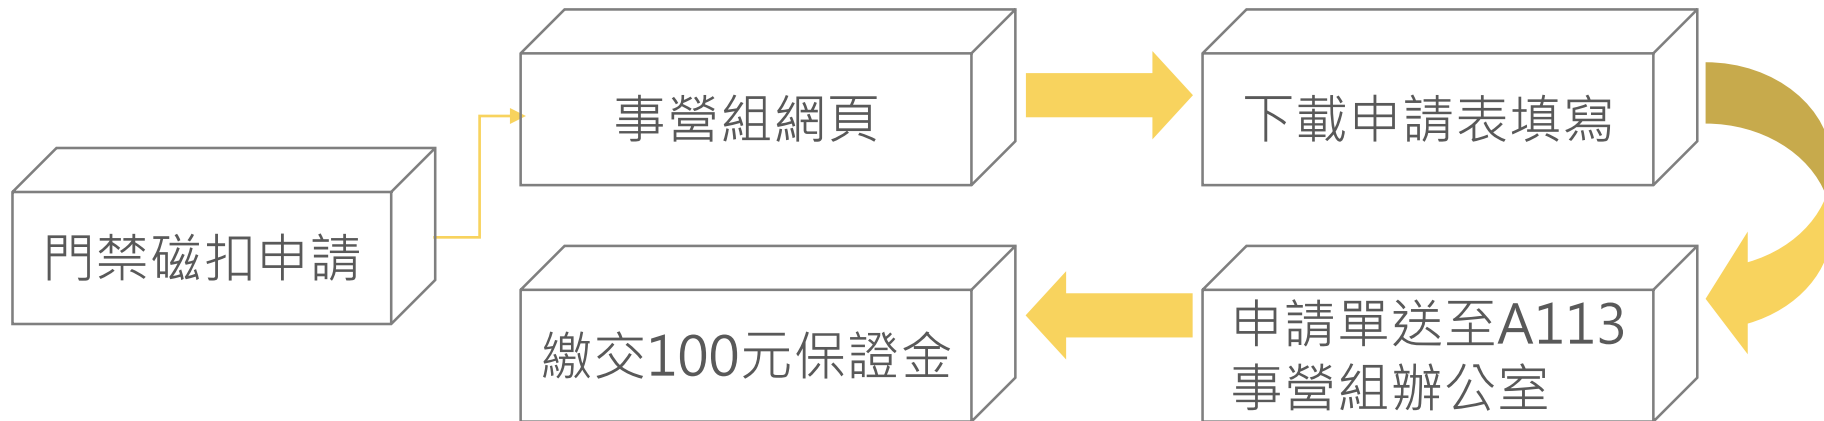 門禁磁扣申請
事營組網頁
下載申請表填寫
申請單送至A113
事營組辦公室
繳交100元保證金